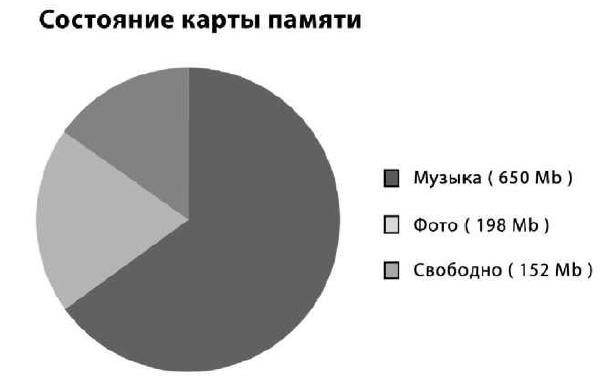 Состояние карты памяти
Музыка ( 650 Mb )
Фото ( 198 Mb )
Свободно ( 152 Mb )